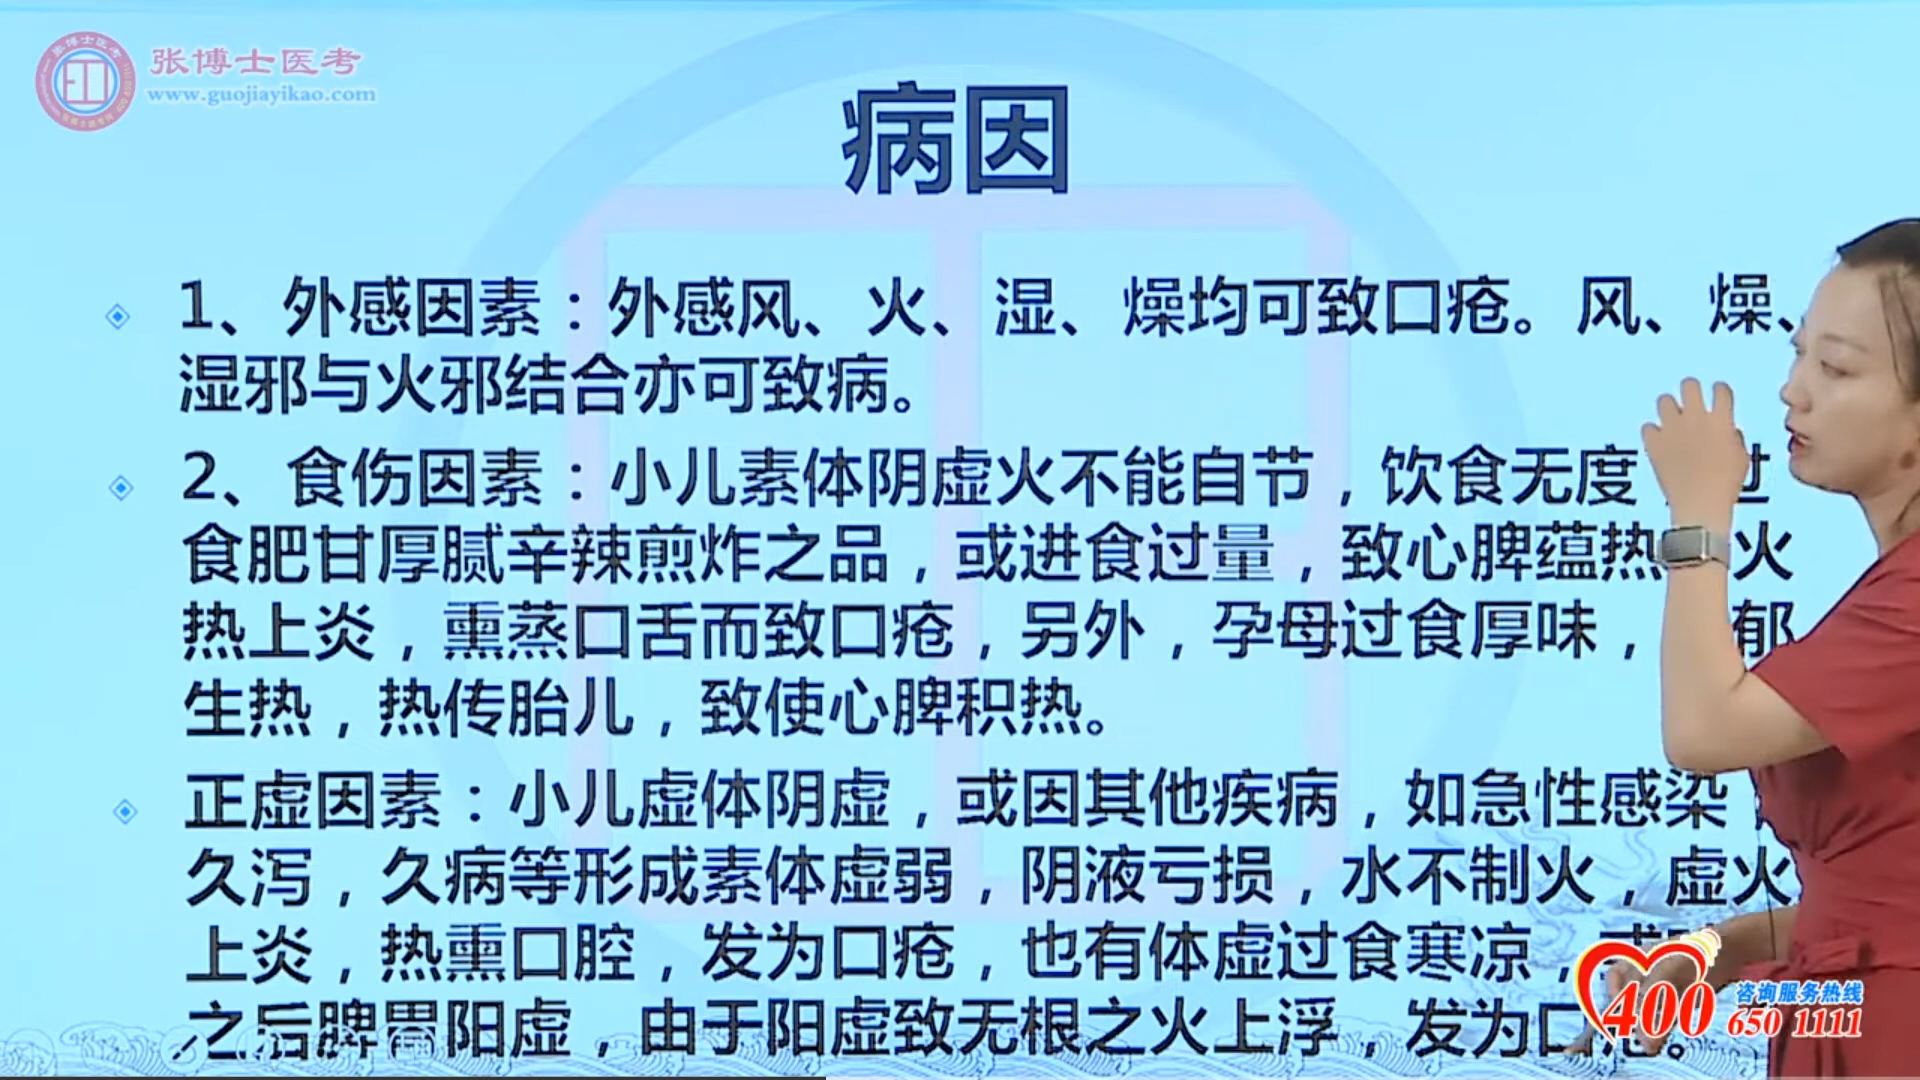 张博士医考
www.guojiayikao.com
病因
1、外感因素：外感风、火、湿、燥均可致口疮。风、燥、
湿邪与火邪结合亦可致病。
2、食伤因素：小儿素体阴虚火不能自节，饮食无度，过
食肥甘厚腻辛辣煎炸之品，或进食过量，致心脾蕴热 火
热上炎，熏蒸口舌而致口疮，另外，孕母过食厚味， 郁
生热，热传胎儿，致使心脾积热。
正虚因素：小儿虚体阴虚，或因其他疾病，如急性感染
久泻，久病等形成素体虚弱，阴液亏损，水不制火，虚火
上炎，热熏口腔，发为口疮，也有体虚过食寒凉，
之后脾胃阳虚，由于阳虚致无根之火上浮，发为口疮。
400 咨询服务热线
650 1111